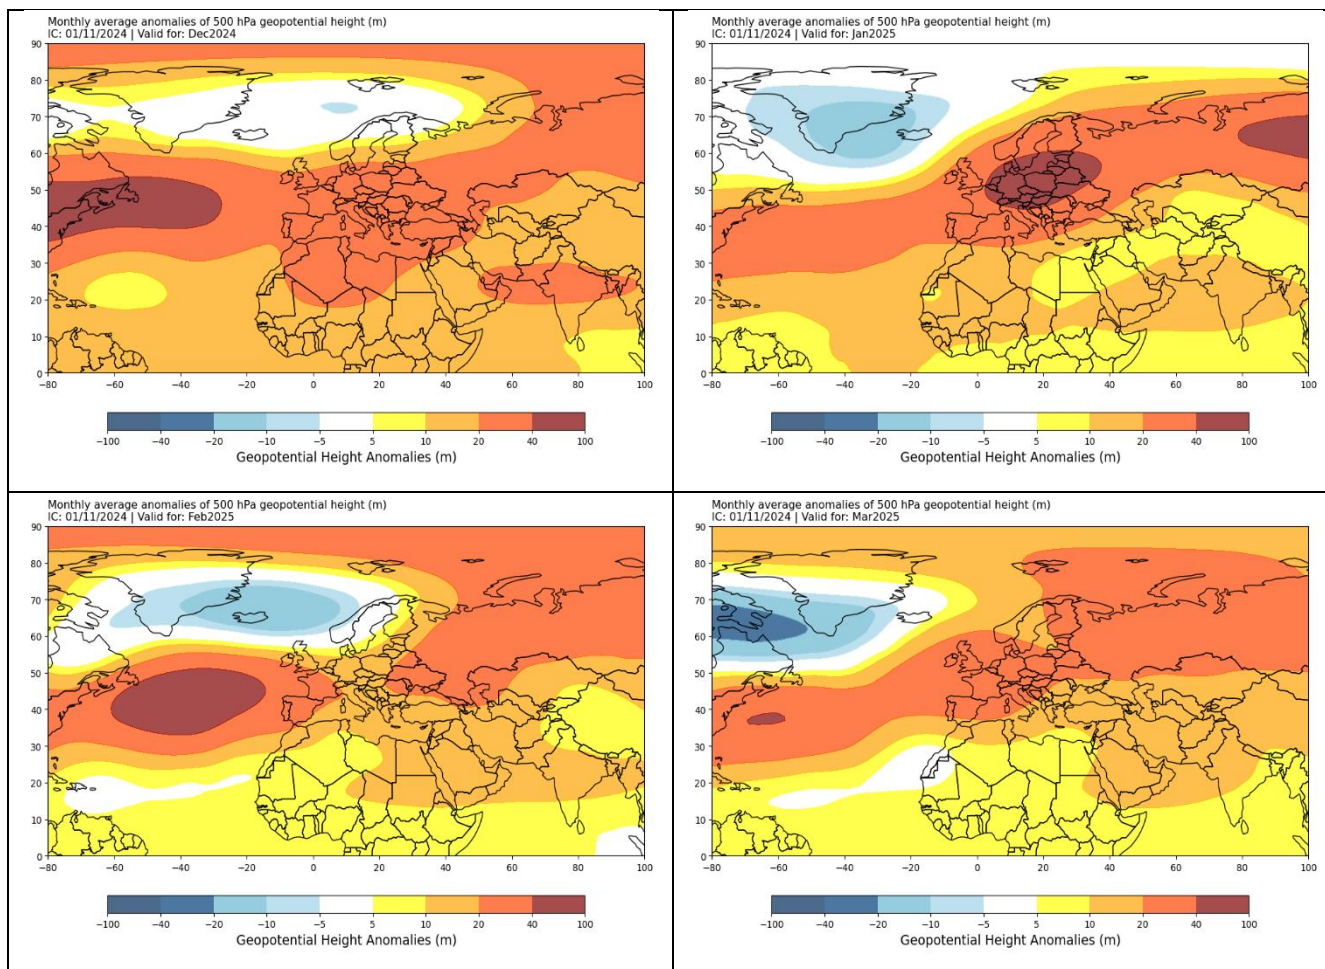 Monthly average anomalies of 500 hPa geopotential height (m)
IC: 01/11/2024 | Valid for: Dec2024
90
80
70
60
50
40
30
20
10
0
−80 −60 −40 −20 0 20 40 60 80 100
−100 −40 −20 −10 −5 5 10 20 40 100
Geopotential Height Anomalies (m)
Monthly average anomalies of 500 hPa geopotential height (m)
IC: 01/11/2024 | Valid for: Jan2025
90
80
70
60
50
40
30
20
10
0
−80 −60 −40 −20 0 20 40 60 80 100
−100 −40 −20 −10 −5 5 10 20 40 100
Geopotential Height Anomalies (m)
Monthly average anomalies of 500 hPa geopotential height (m)
IC: 01/11/2024 | Valid for: Feb2025
90
80
70
60
50
40
30
20
10
0
−80 −60 −40 −20 0 20 40 60 80 100
−100 −40 −20 −10 −5 5 10 20 40 100
Geopotential Height Anomalies (m)
Monthly average anomalies of 500 hPa geopotential height (m)
IC: 01/11/2024 | Valid for: Mar2025
90
80
70
60
50
40
30
20
10
0
−80 −60 −40 −20 0 20 40 60 80 100
−100 −40 −20 −10 −5 5 10 20 40 100
Geopotential Height Anomalies (m)